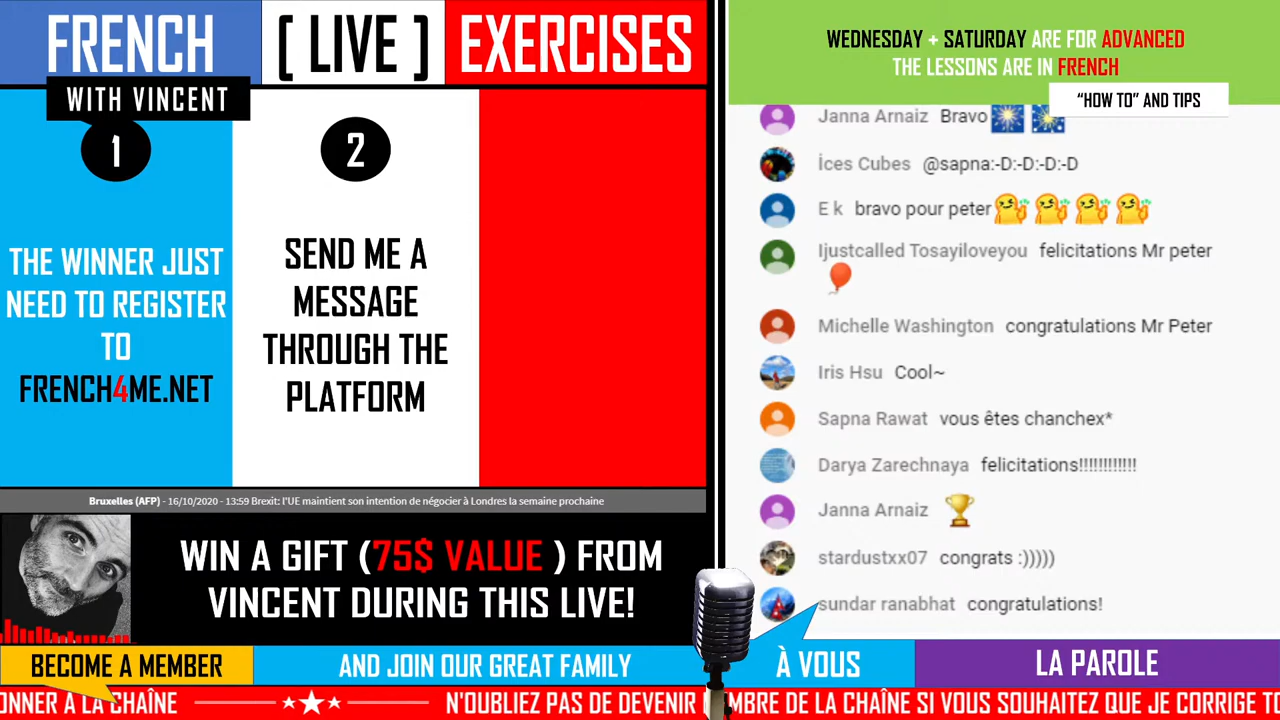 FRENCH
[ LIVE ]
EXERCISES
WITH VINCENT
1
THE WINNER JUST
NEED TO REGISTER
TO
FRENCH4ME.NET
2
SEND ME A
MESSAGE
THROUGH THE
PLATFORM
Bruxelles (AFP) - 16/10/2020 - 13:59 Brexit: l'UE maintient son intention de négocier à Londres la semaine prochaine
WIN A GIFT (75$ VALUE ) FROM
VINCENT DURING THIS LIVE!
WEDNESDAY + SATURDAY ARE FOR ADVANCED
THE LESSONS ARE IN FRENCH
“HOW TO” AND TIPS
Janna Arnaiz Bravo
İces Cubes @sapna:-D:-D:-D:-D
E k bravo pour peter
Ijustcalled Tosayiloveyou felicitations Mr peter
Michelle Washington congratulations Mr Peter
Iris Hsu Cool~
Sapna Rawat vous êtes chanchex*
Darya Zarechnaya felicitations!!!!!!!!!!!!
Janna Arnaiz
stardustxx07 congrats :)))))
sundar ranabhat congratulations!
BECOME A MEMBER
AND JOIN OUR GREAT FAMILY
À VOUS
LA PAROLE
ONNER A LA CHAÎNE
N'OUBLIEZ PAS DE DEVENIR MEMBRE DE LA CHAÎNE SI VOUS SOUHAITEZ QUE JE CORRIGE TO